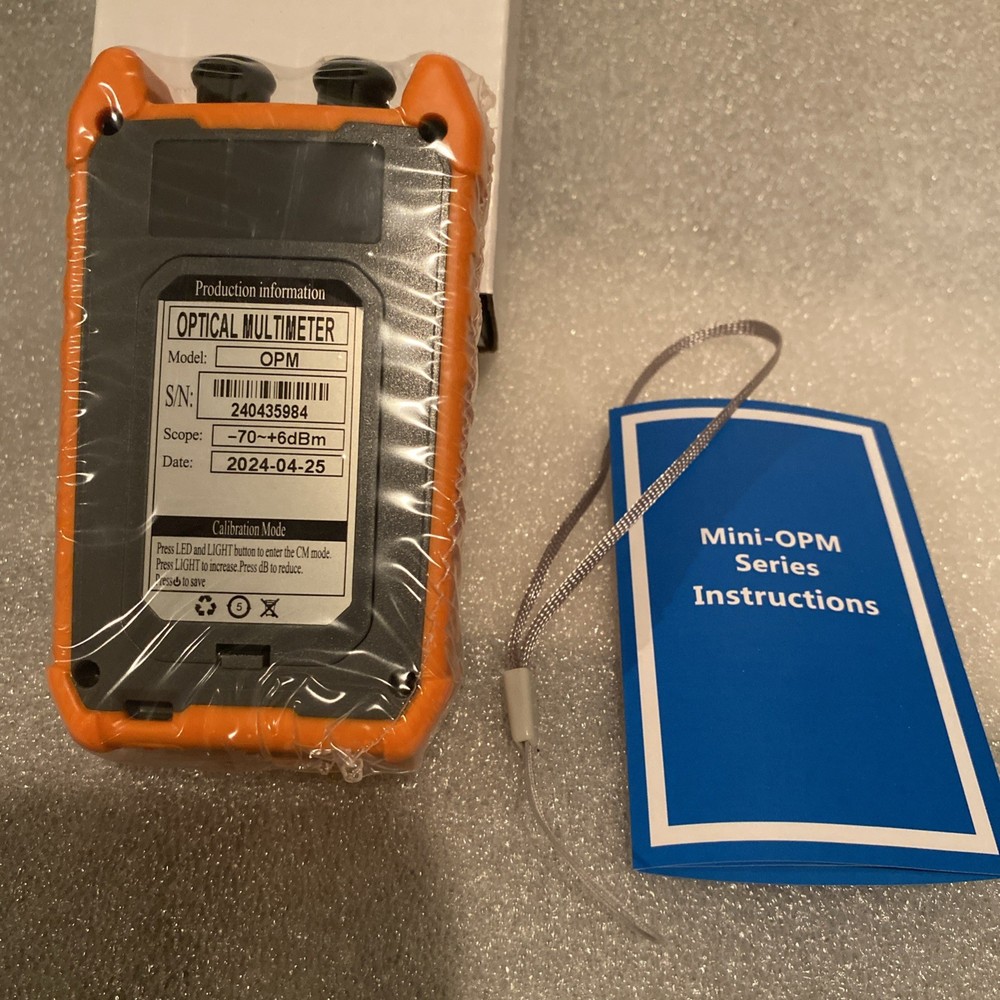 Production information
OPTICAL MULTIMETER
Model: OPM
S/N:
240435984
Scope: −70~+6dBm
Date: 2024-04-25
Calibration Mode
Press LED and LIGHT button to enter the CM mode.
Press LIGHT to increase.Press dB to reduce.
Press⏻to save
5
Mini-OPM
Series
Instructions